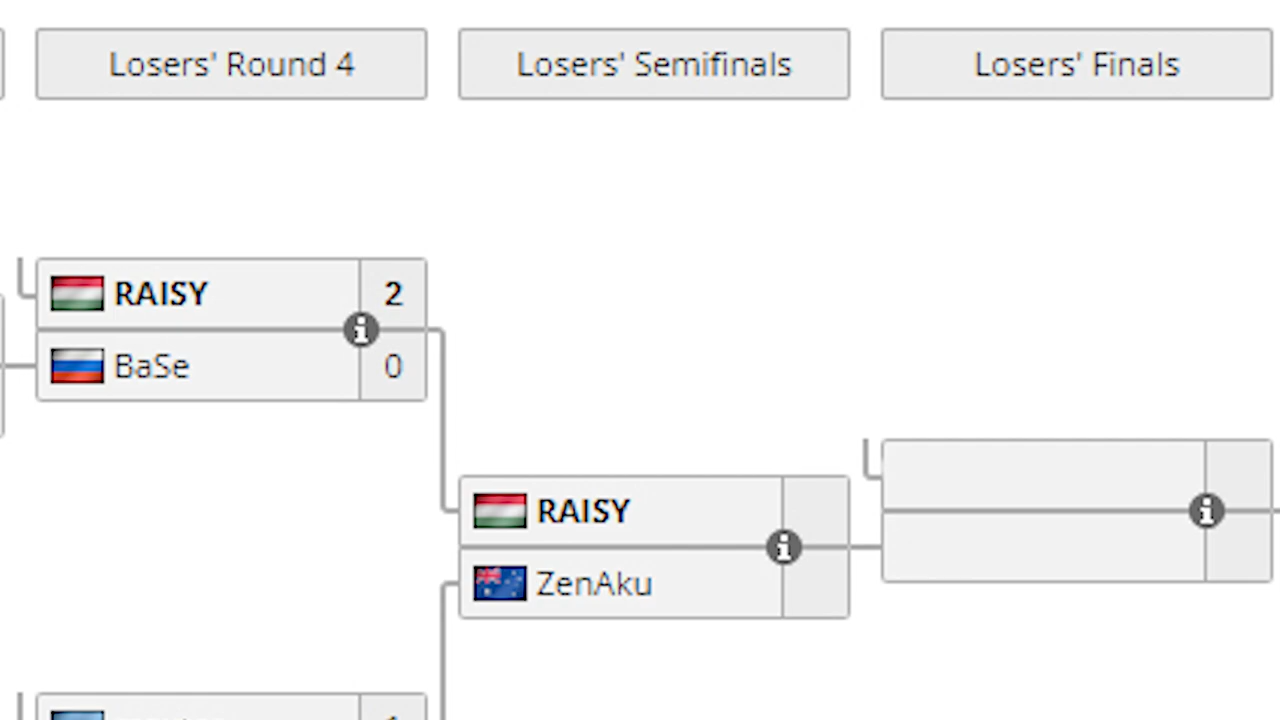 Losers' Round 4
Losers' Semifinals
Losers' Finals
RAISY 2
BaSe 0
RAISY
ZenAku